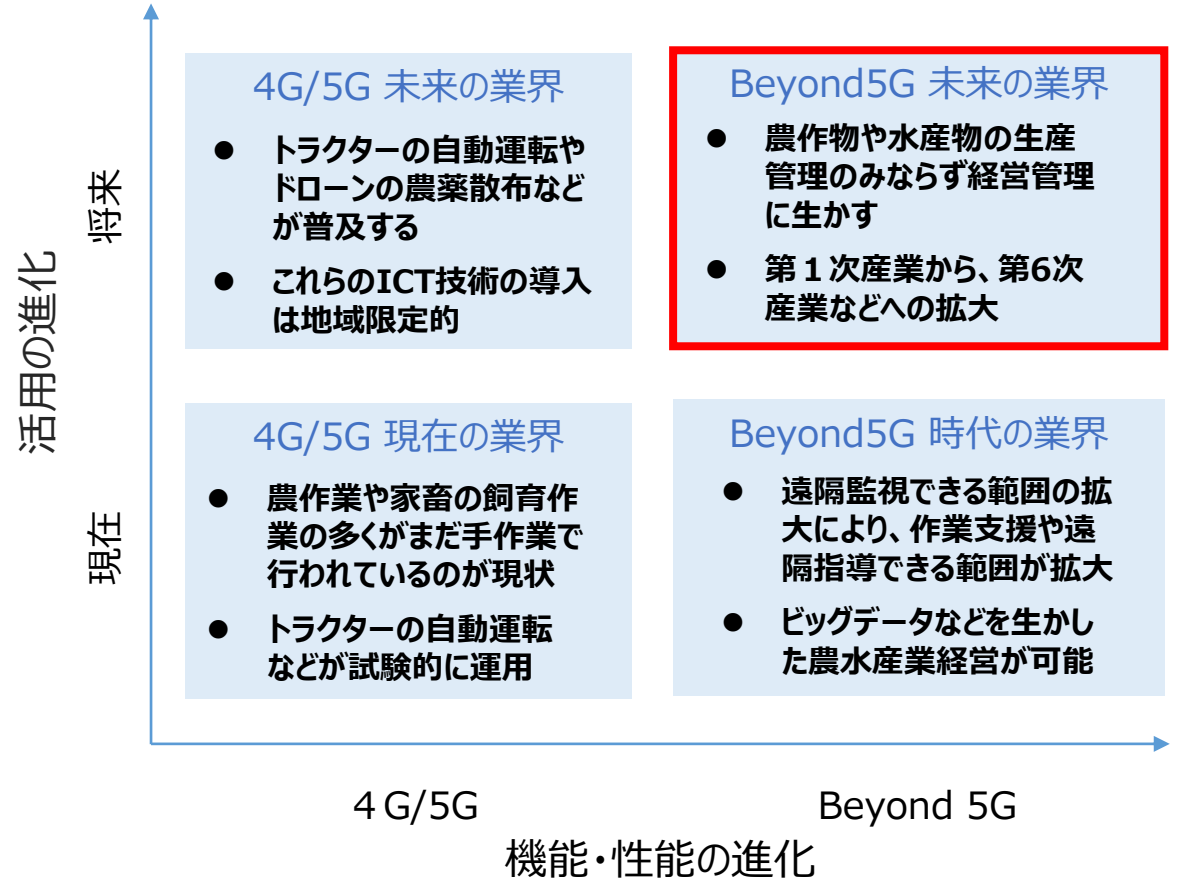 活用の進化
将来
現在
4G/5G 未来の業界
● トラクターの自動運転や
ドローンの農薬散布など
が普及する
● これらのICT技術の導入
は地域限定的
Beyond5G 未来の業界
● 農作物や水産物の生産
管理のみならず経営管理
に生かす
● 第１次産業から、第6次
産業などへの拡大
4G/5G 現在の業界
● 農作業や家畜の飼育作
業の多くがまだ手作業で
行われているのが現状
● トラクターの自動運転
などが試験的に運用
Beyond5G 時代の業界
● 遠隔監視できる範囲の拡
大により、作業支援や遠
隔指導できる範囲が拡大
● ビッグデータなどを生かし
た農水産業経営が可能
４G/5G
Beyond 5G
機能・性能の進化